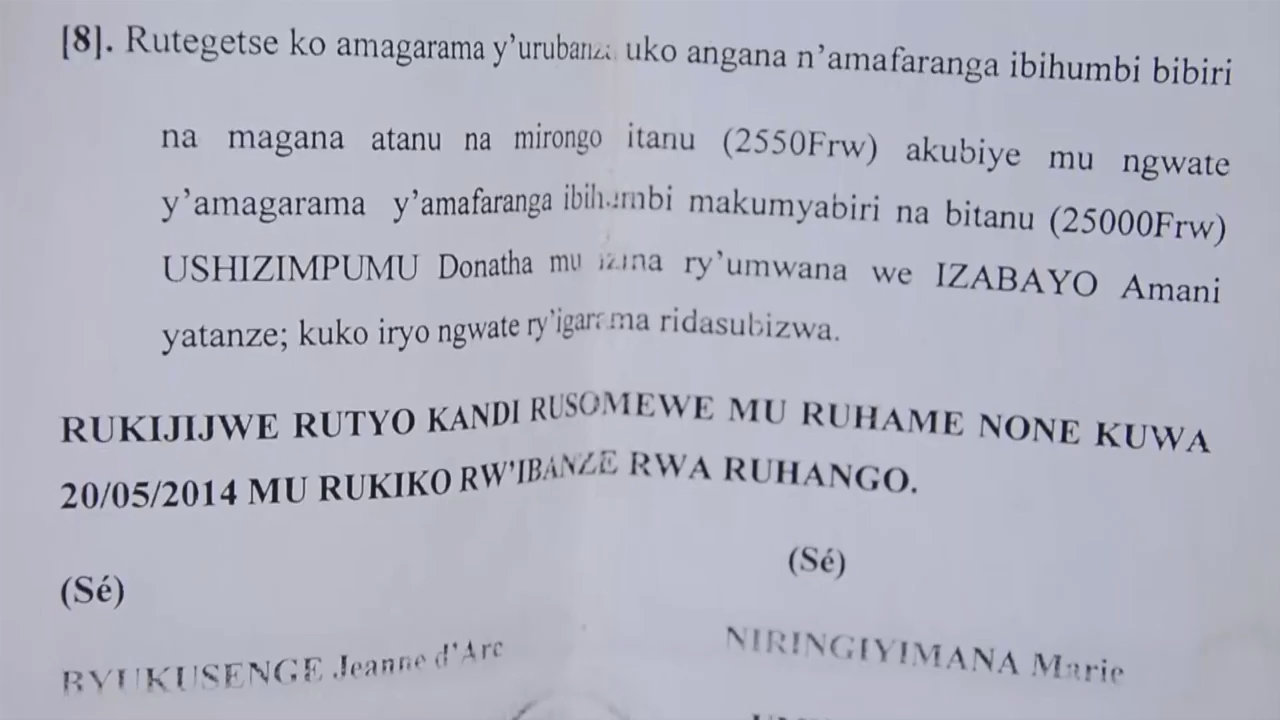 [8]. Rutegetse ko amagarama y’urubanza uko angana n’amafaranga ibihumbi bibiri
na magana atanu na mirongo itanu (2550Frw) akubiye mu ngwate
y’amagarama y’amafaranga ibihumbi makumyabiri na bitanu (25000Frw)
USHIZIMPUMU Donatha mu izina ry’umwana we IZABAYO Amani
yatanze; kuko iryo ngwate ry’igarama ridasubizwa.
RUKIJIJWE RUTYO KANDI RUSOMEWE MU RUHAME NONE KUWA
20/05/2014 MU RUKIKO RW’IBANZE RWA RUHANGO.
(Sé)
(Sé)
BYUKUSENGE Jeanne d’Arc
NIRINGIYIMANA Marie